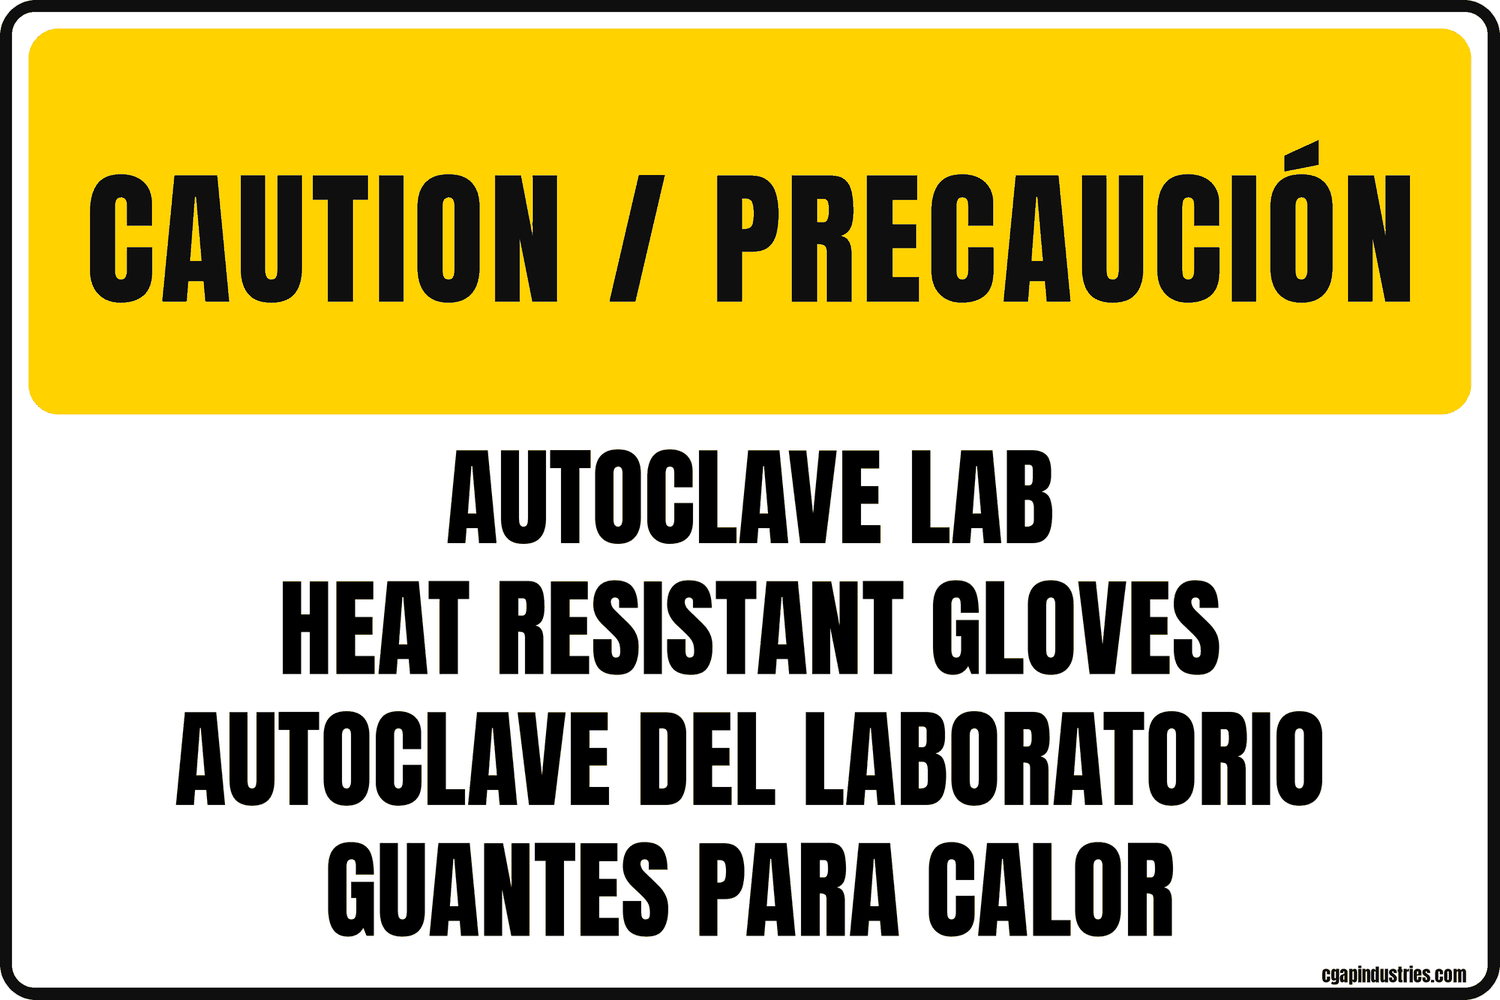 CAUTION / PRECAUCIÓN
AUTOCLAVE LAB
HEAT RESISTANT GLOVES
AUTOCLAVE DEL LABORATORIO
GUANTES PARA CALOR
cgapindustries.com